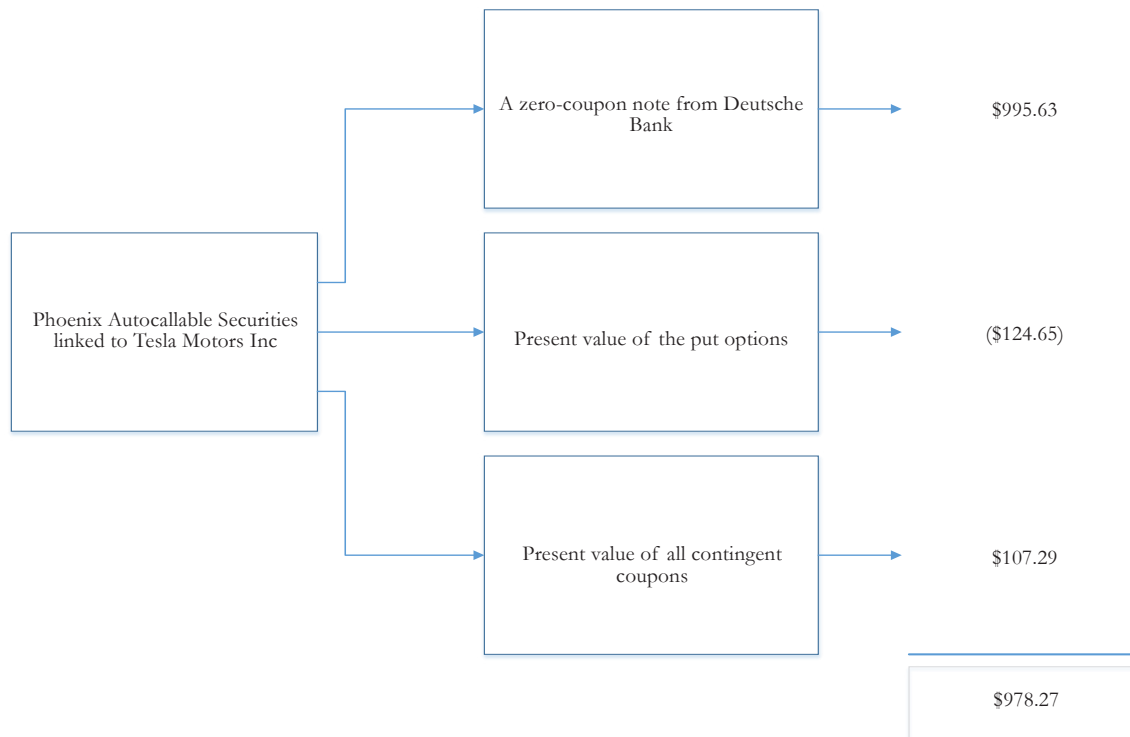 A zero-coupon note from Deutsche
Bank
$995.63
Phoenix Autocallable Securities
linked to Tesla Motors Inc
Present value of the put options
($124.65)
Present value of all contingent
coupons
$107.29
$978.27